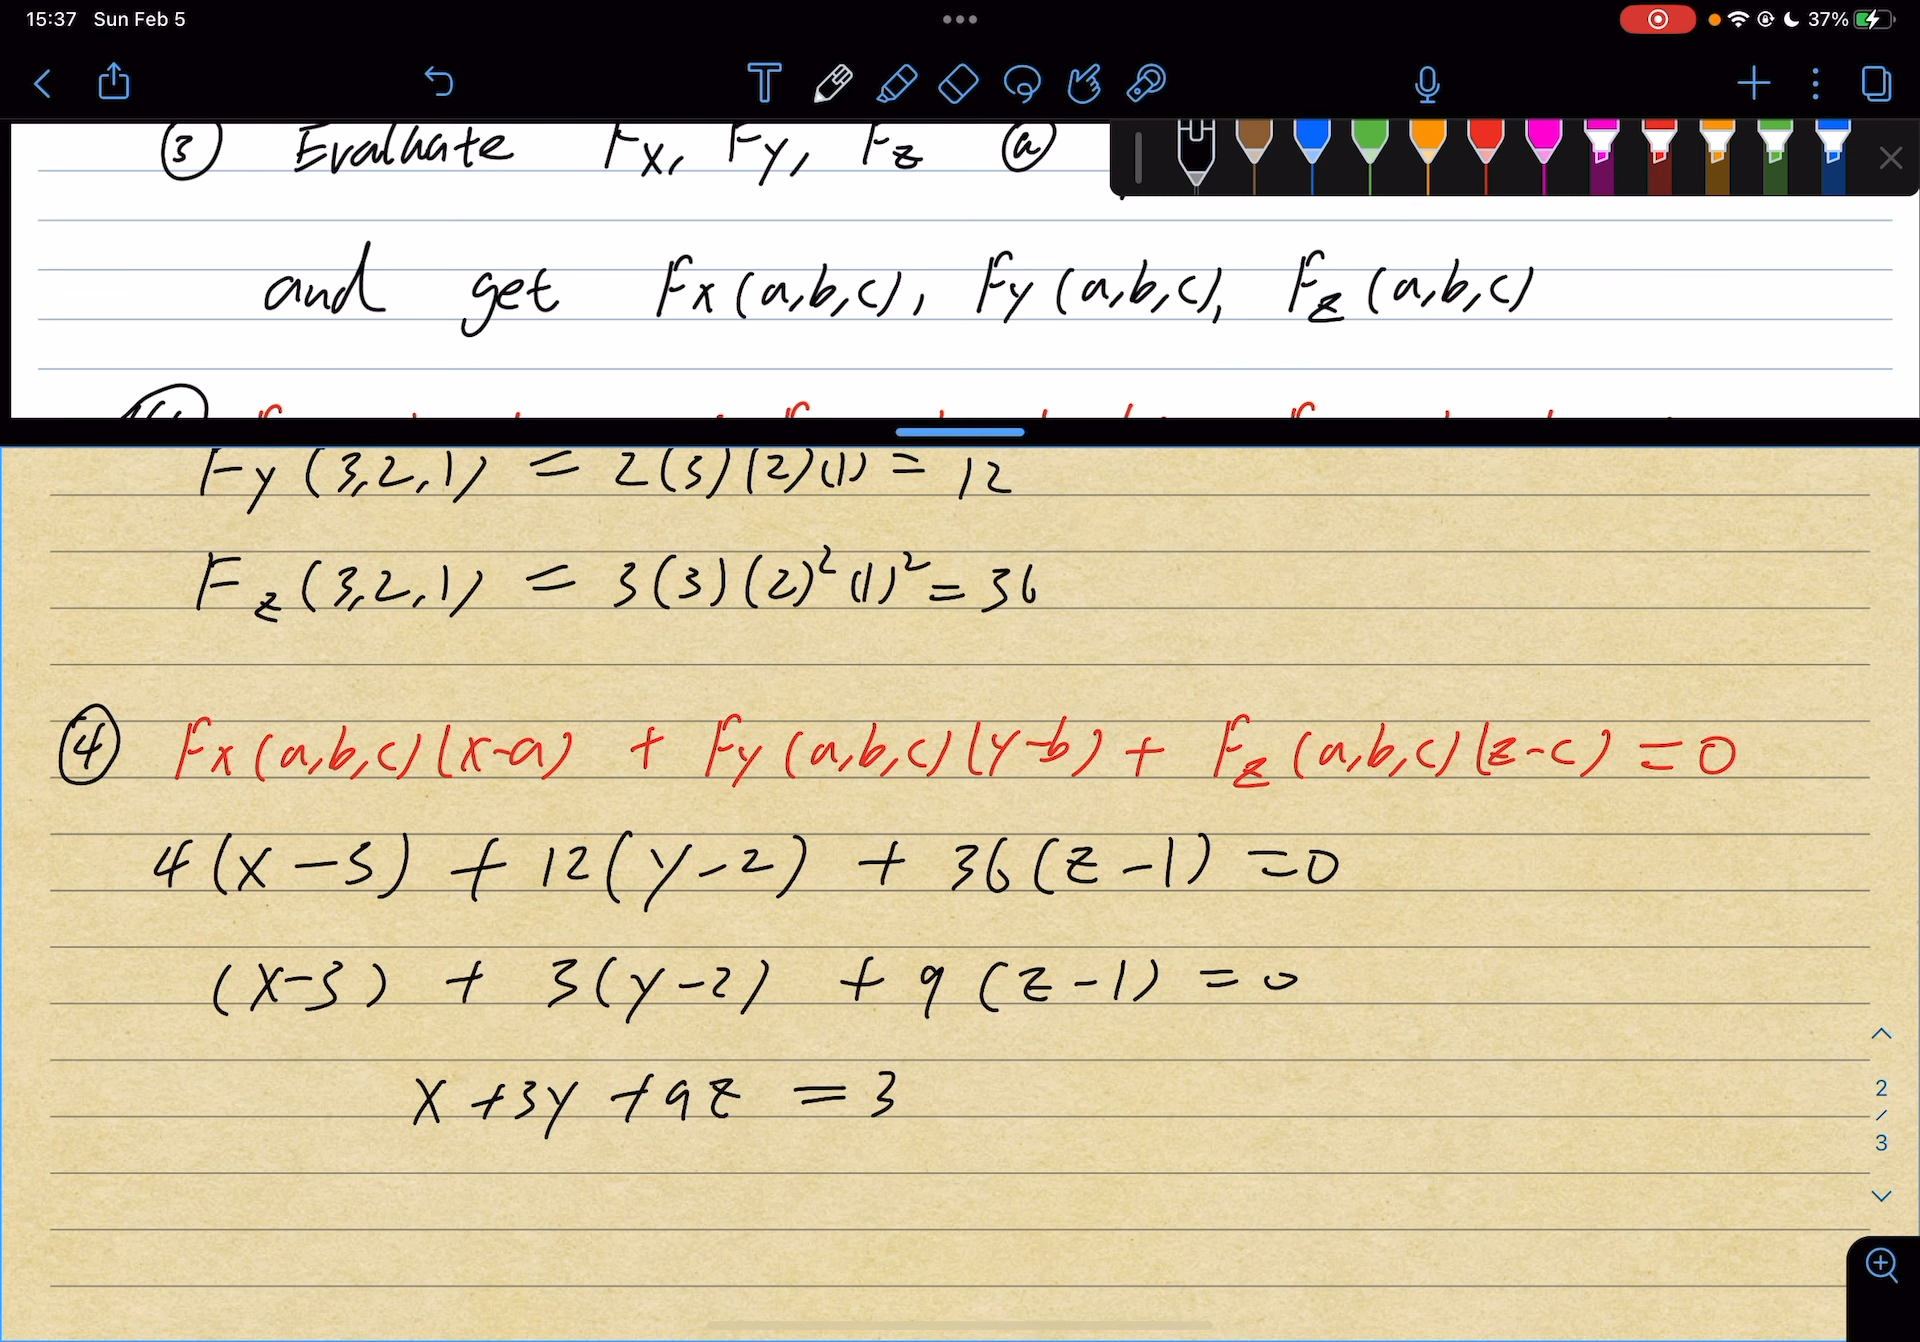 15:37 Sun Feb 5 37%
③ Evaluate Fx, Fy, Fz @
and get Fx(a,b,c), Fy(a,b,c), Fz(a,b,c)
Fy(3,2,1) = 2(3)(2)(1) = 12
Fz(3,2,1) = 3(3)(2)²(1)² = 36
④ Fx(a,b,c)(x-a) + Fy(a,b,c)(y-b) + Fz(a,b,c)(z-c) = 0
4(x-3) + 12(y-2) + 36(z-1) = 0
(x-3) + 3(y-2) + 9(z-1) = 0
x + 3y + 9z = 3
2
/
3